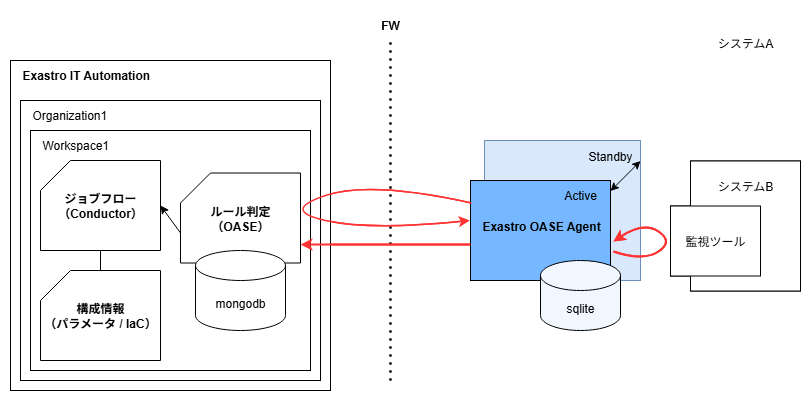 FW
システムA
Exastro IT Automation
Organization1
Workspace1
ジョブフロー
（Conductor）
ルール判定
（OASE）
mongodb
構成情報
（パラメータ / IaC）
Standby
Active
Exastro OASE Agent
sqlite
システムB
監視ツール